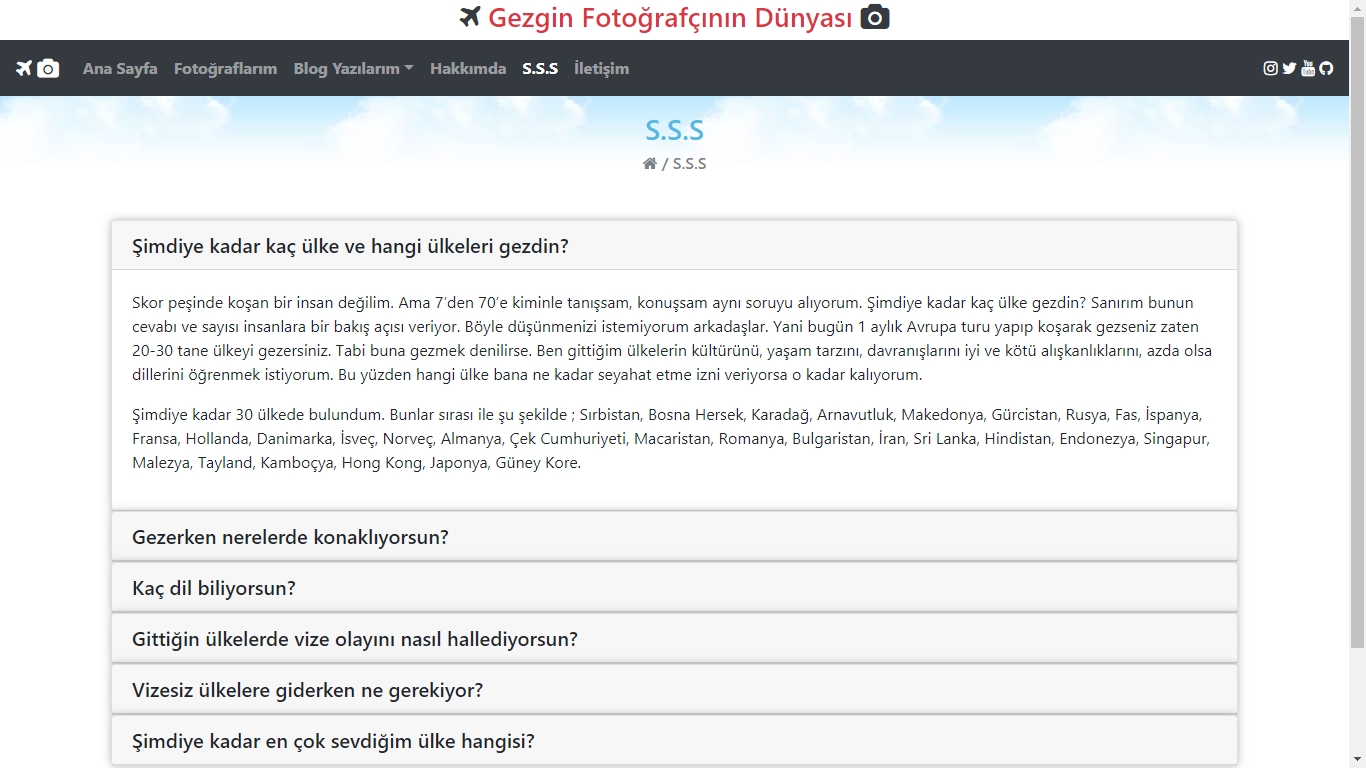 Gezgin Fotoğrafçının Dünyası
Ana Sayfa Fotoğraflarım Blog Yazılarım Hakkımda S.S.S İletişim You Tube
S.S.S
/ S.S.S
Şimdiye kadar kaç ülke ve hangi ülkeleri gezdin?
Skor peşinde koşan bir insan değilim. Ama 7'den 70'e kiminle tanışsam, konuşsam aynı soruyu alıyorum. Şimdiye kadar kaç ülke gezdin? Sanırım bunun
cevabı ve sayısı insanlara bir bakış açısı veriyor. Böyle düşünmenizi istemiyorum arkadaşlar. Yani bugün 1 aylık Avrupa turu yapıp koşarak gezseniz zaten
20-30 tane ülkeyi gezersiniz. Tabi buna gezmek denilirse. Ben gittiğim ülkelerin kültürünü, yaşam tarzını, davranışlarını iyi ve kötü alışkanlıklarını, azda olsa
dillerini öğrenmek istiyorum. Bu yüzden hangi ülke bana ne kadar seyahat etme izni veriyorsa o kadar kalıyorum.
Şimdiye kadar 30 ülkede bulundum. Bunlar sırası ile şu şekilde ; Sırbistan, Bosna Hersek, Karadağ, Arnavutluk, Makedonya, Gürcistan, Rusya, Fas, İspanya,
Fransa, Hollanda, Danimarka, İsveç, Norveç, Almanya, Çek Cumhuriyeti, Macaristan, Romanya, Bulgaristan, İran, Sri Lanka, Hindistan, Endonezya, Singapur,
Malezya, Tayland, Kamboçya, Hong Kong, Japonya, Güney Kore.
Gezerken nerelerde konaklıyorsun?
Kaç dil biliyorsun?
Gittiğin ülkelerde vize olayını nasıl hallediyorsun?
Vizesiz ülkelere giderken ne gerekiyor?
Şimdiye kadar en çok sevdiğim ülke hangisi?